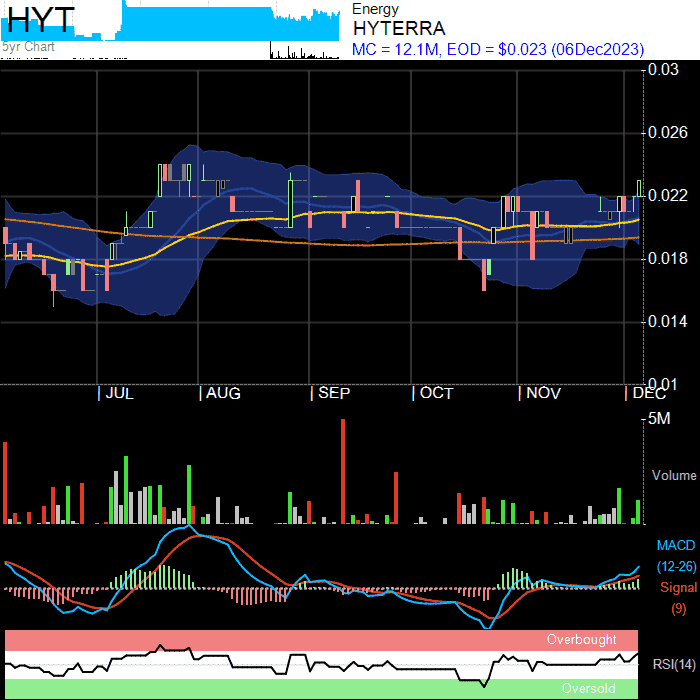 HYT
5yr Chart
Energy
HYTERRA
MC = 12.1M, EOD = $0.023 (06Dec2023)
0.03
0.026
0.022
0.018
0.014
0.01
| JUL | AUG | SEP | OCT | NOV | DEC
5M
Volume
MACD
(12-26)
Signal
(9)
Overbought
RSI(14)
Oversold